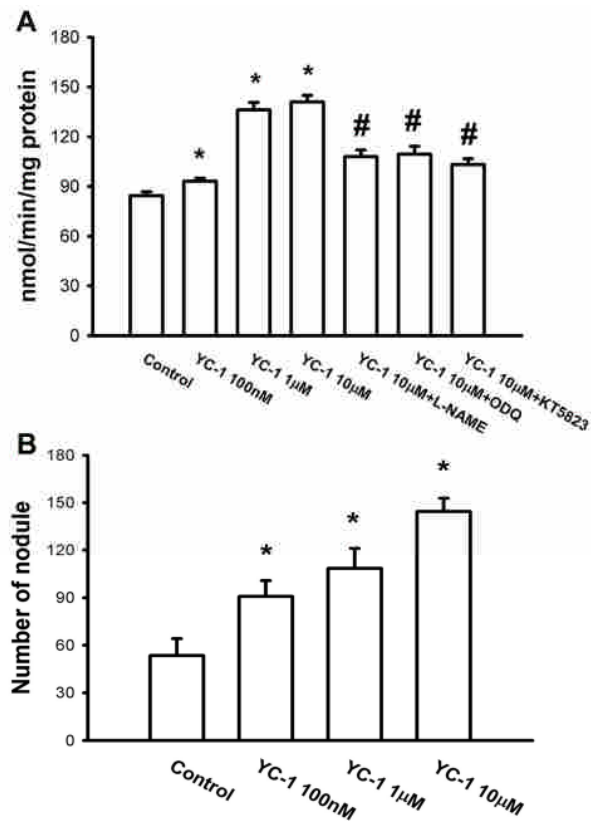 A
180
*
*
150
#
#
#
120
*
90
60
30
0
nmol/min/mg protein
Control
YC-1 100nM
YC-1 1μM
YC-1 10μM
YC-1 10μM+L-NAME
YC-1 10μM+ODQ
YC-1 10μM+KT5823
B
180
*
150
*
120
*
90
60
30
0
Number of nodule
Control
YC-1 100nM
YC-1 1μM
YC-1 10μM